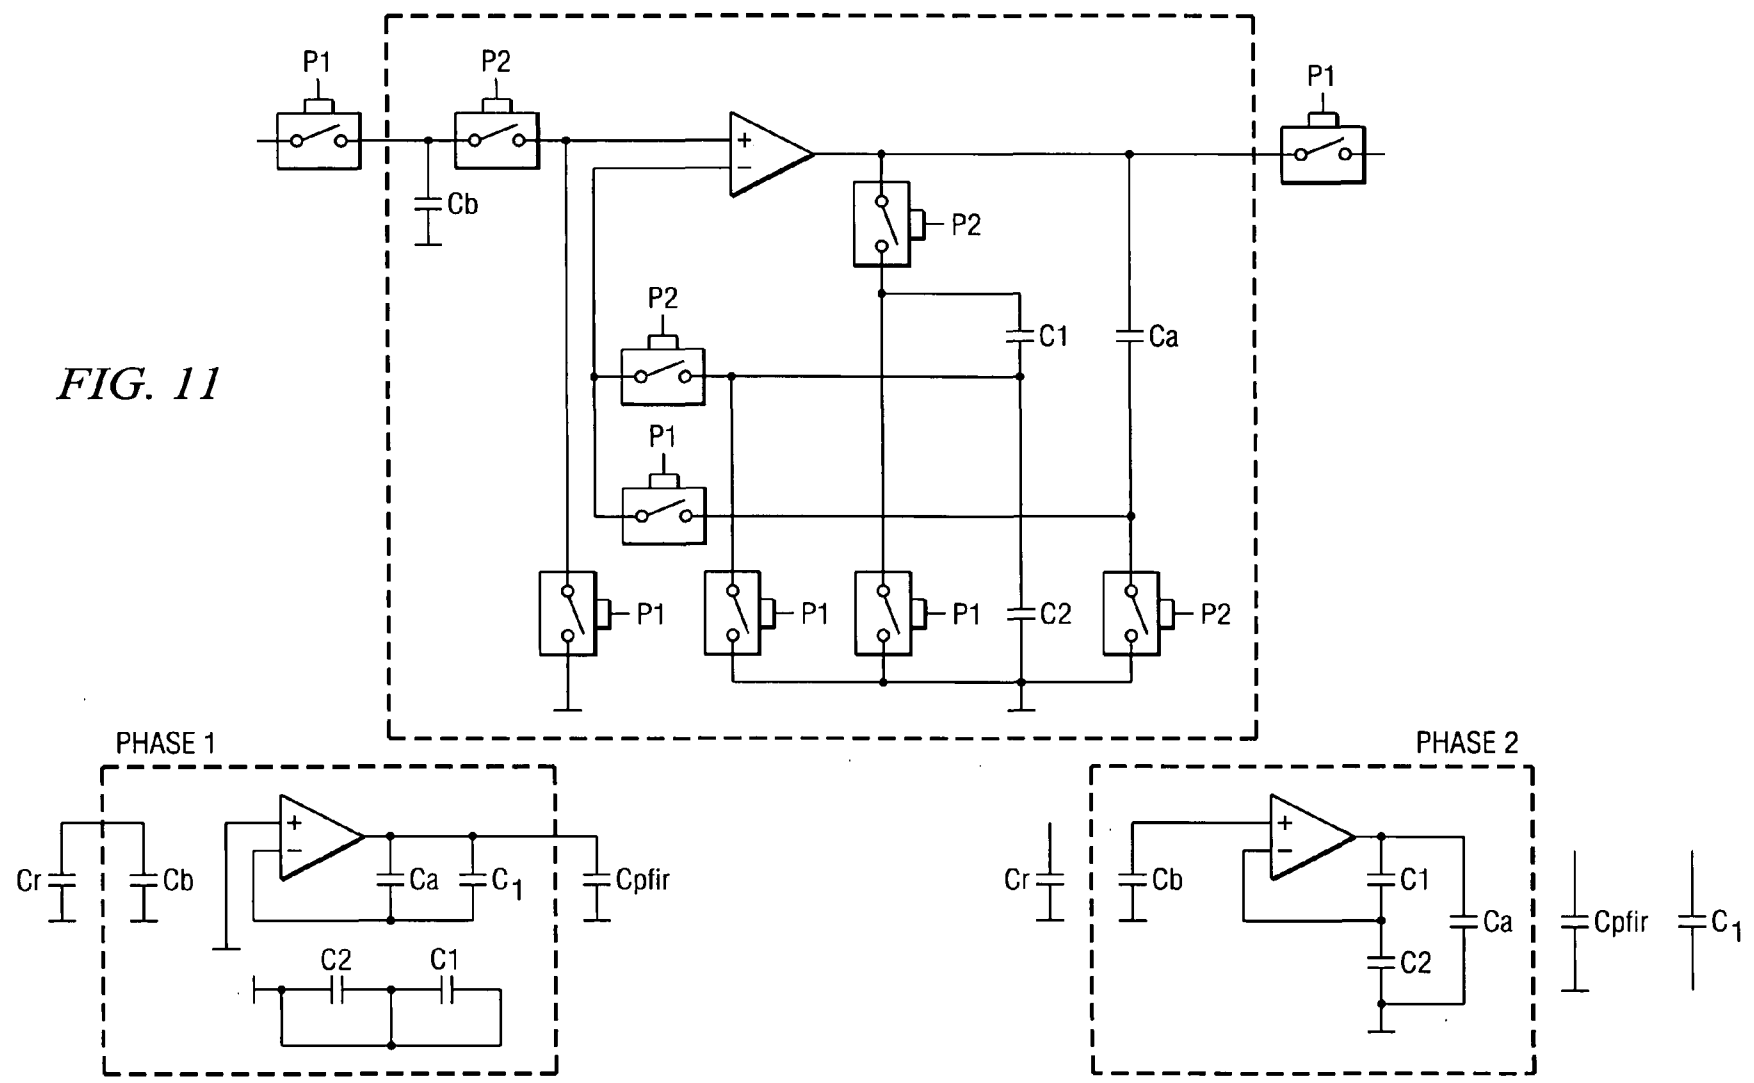 P1
P2
P1
+
−
Cb
P2
P2
C1
Ca
FIG. 11
P1
P1
P1
P1
C2
P2
PHASE 1
PHASE 2
+
−
Cr
Cb
Ca
C1
Cpfir
C2
C1
+
−
Cr
Cb
C1
Ca
C2
Cpfir
C1